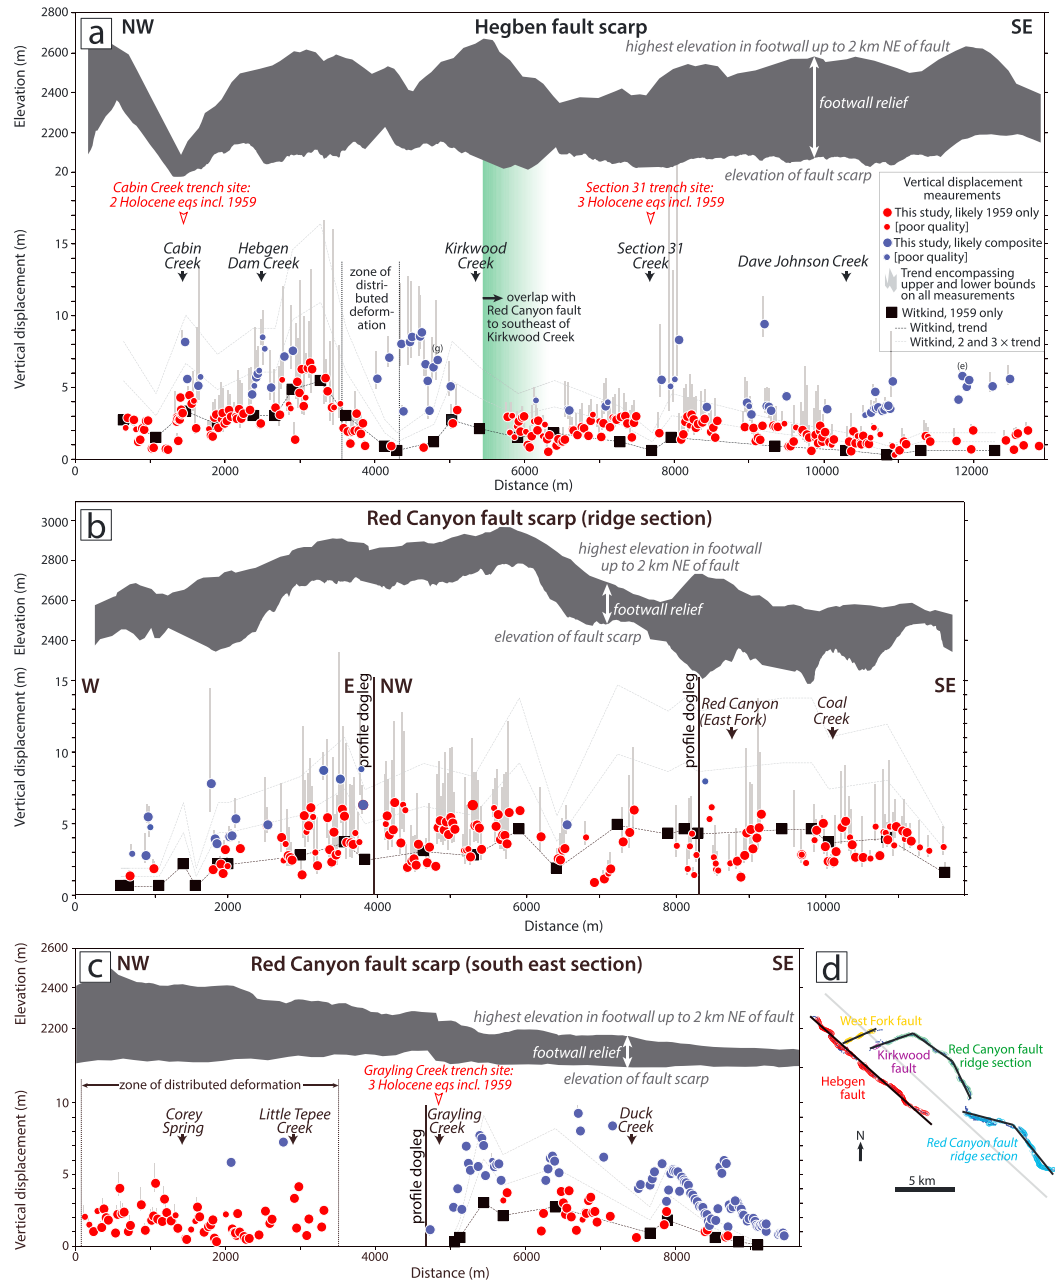 a
NW
Hegben fault scarp
SE
highest elevation in footwall up to 2 km NE of fault
footwall relief
elevation of fault scarp
Elevation (m)
2800
2600
2400
2200
20
Cabin Creek trench site:
2 Holocene eqs incl. 1959
Section 31 trench site:
3 Holocene eqs incl. 1959
Cabin
Creek
Hebgen
Dam Creek
zone of
distri-
buted
deform-
ation
Kirkwood
Creek
overlap with
Red Canyon fault
to southeast of
Kirkwood Creek
Section 31
Creek
Dave Johnson Creek
(g)
(e)
Vertical displacement
meaurements
This study, likely 1959 only
[poor quality]
This study, likely composite
[poor quality]
Trend encompassing
upper and lower bounds
on all measurements
Witkind, 1959 only
Witkind, trend
Witkind, 2 and 3 × trend
Vertical displacement (m)
15
10
5
0
0 2000 4000 6000 8000 10000 12000
Distance (m)
b
Red Canyon fault scarp (ridge section)
highest elevation in footwall
up to 2 km NE of fault
footwall relief
elevation of fault scarp
Elevation (m)
3000
2800
2600
2400
W
E
profile dogleg
NW
profile dogleg
Red Canyon
(East Fork)
Coal
Creek
SE
Vertical displacement (m)
15
10
5
0
0 2000 4000 6000 8000 10000
Distance (m)
c
NW
Red Canyon fault scarp (south east section)
SE
highest elevation in footwall up to 2 km NE of fault
footwall relief
elevation of fault scarp
Elevation (m)
2600
2400
2200
zone of distributed deformation
Grayling Creek trench site:
3 Holocene eqs incl. 1959
Corey
Spring
Little Tepee
Creek
profile dogleg
Grayling
Creek
Duck
Creek
Vertical displacement (m)
10
5
0
0 2000 4000 6000 8000
Distance (m)
d
West Fork fault
Kirkwood
fault
Hebgen
fault
Red Canyon fault
ridge section
Red Canyon fault
ridge section
N
5 km